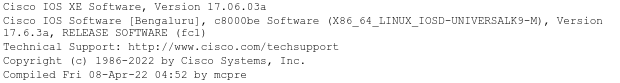 Cisco IOS XE Software, Version 17.06.03a
Cisco IOS Software [Bengaluru], c8000be Software (X86_64_LINUX_IOSD-UNIVERSALK9-M), Version
17.6.3a, RELEASE SOFTWARE (fc1)
Technical Support: http://www.cisco.com/techsupport
Copyright (c) 1986-2022 by Cisco Systems, Inc.
Compiled Fri 08-Apr-22 04:52 by mcpre